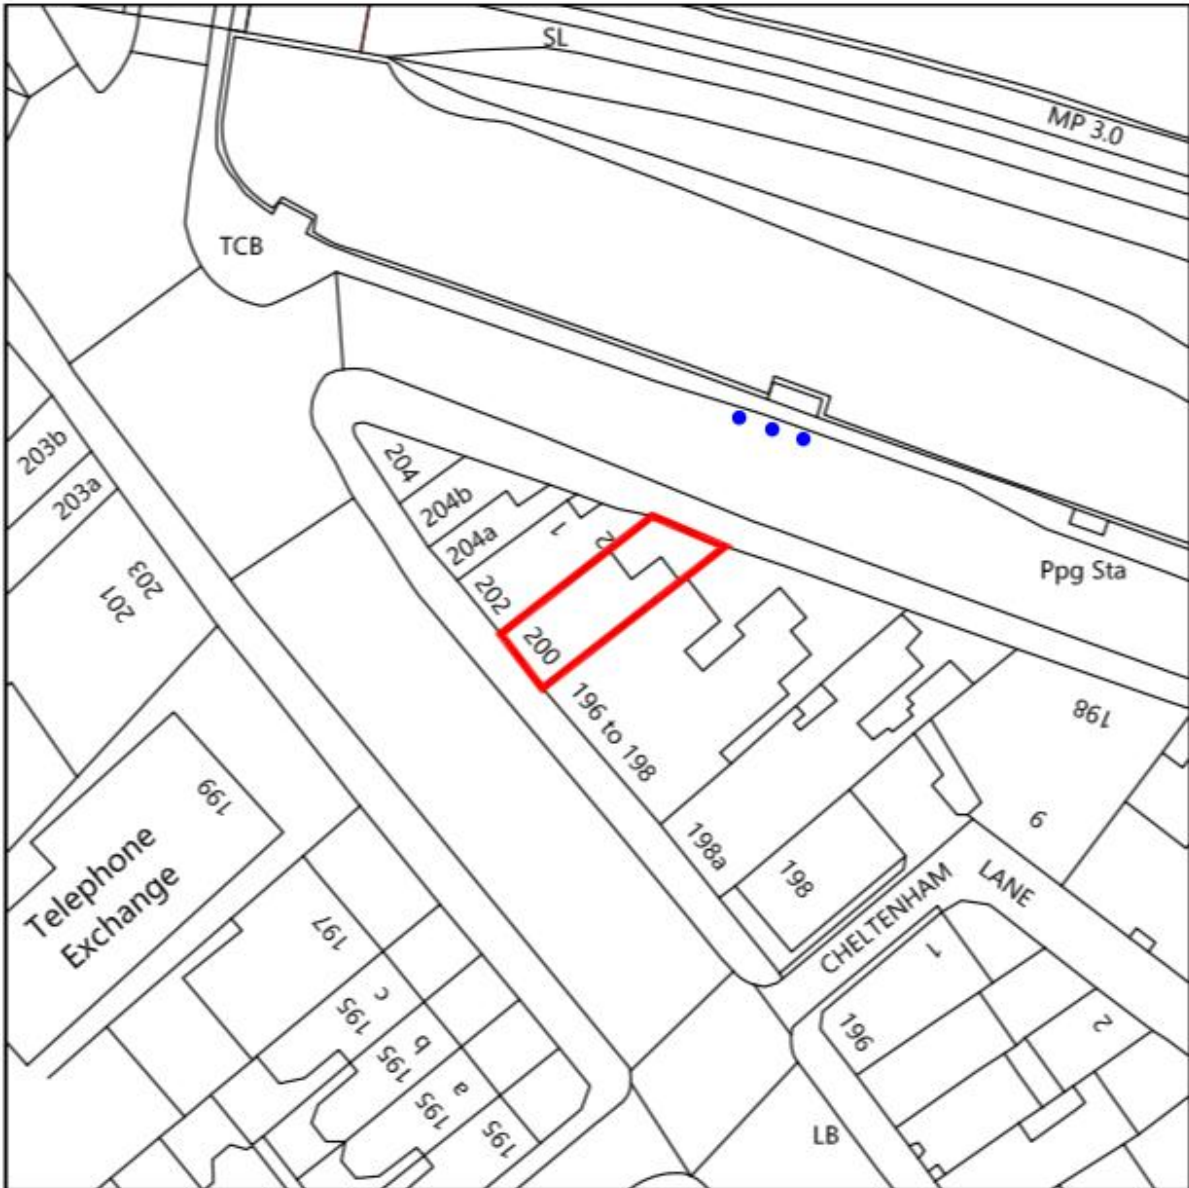 SL
MP 3.0
TCB
203b
203a
203
201
204
204b
204a
1
2
202
200
Ppg Sta
196 to 198
198
198a
198
9
199
Telephone
Exchange
CHELTENHAM
LANE
197
c
195
b
195
a
195
195
1
196
2
LB